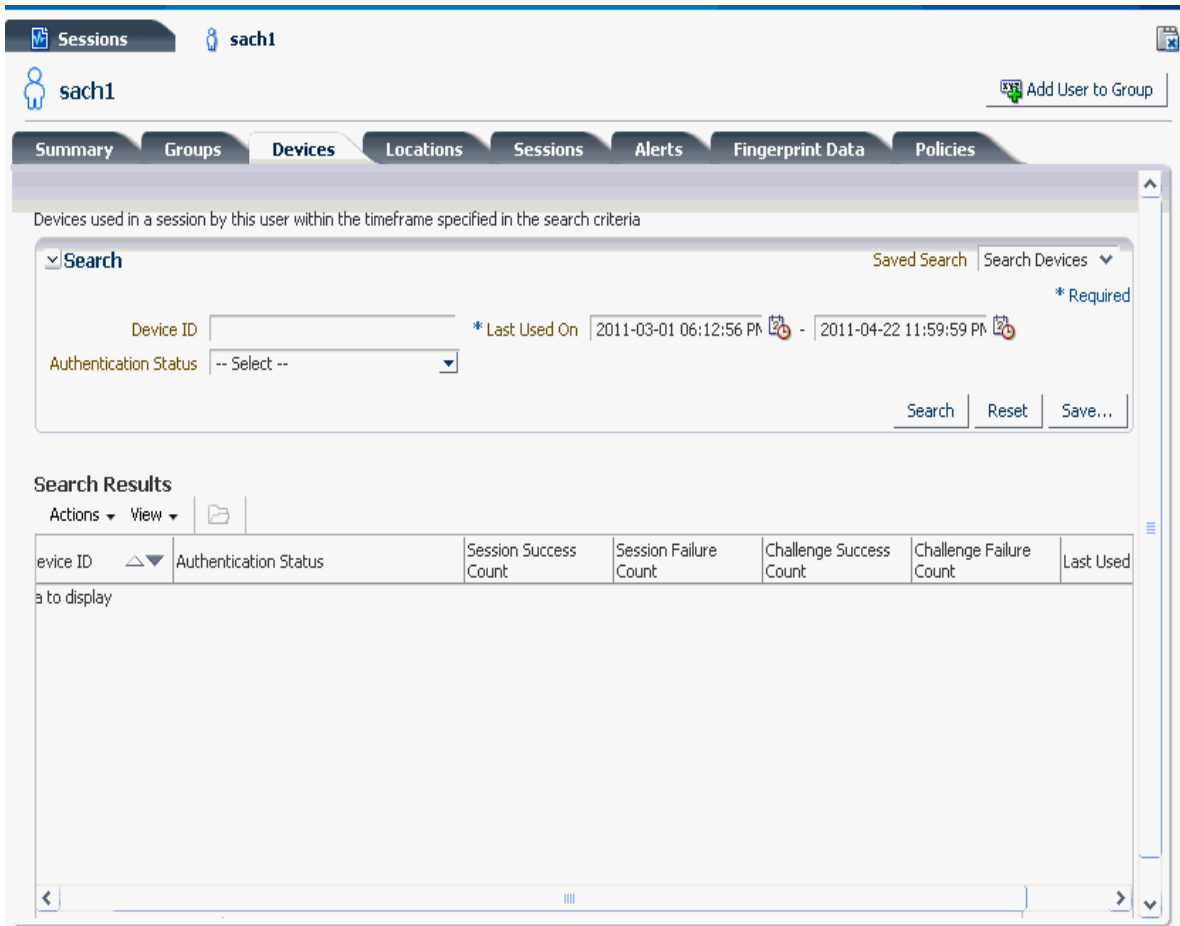 Sessions sach1
sach1
Add User to Group
Summary Groups Devices Locations Sessions Alerts Fingerprint Data Policies
Devices used in a session by this user within the timeframe specified in the search criteria
Search Saved Search Search Devices
* Required
Device ID * Last Used On 2011-03-01 06:12:56 PM - 2011-04-22 11:59:59 PM
Authentication Status -- Select --
Search Reset Save...
Search Results
Actions View
evice ID Authentication Status Session Success Count Session Failure Count Challenge Success Count Challenge Failure Count Last Used
a to display